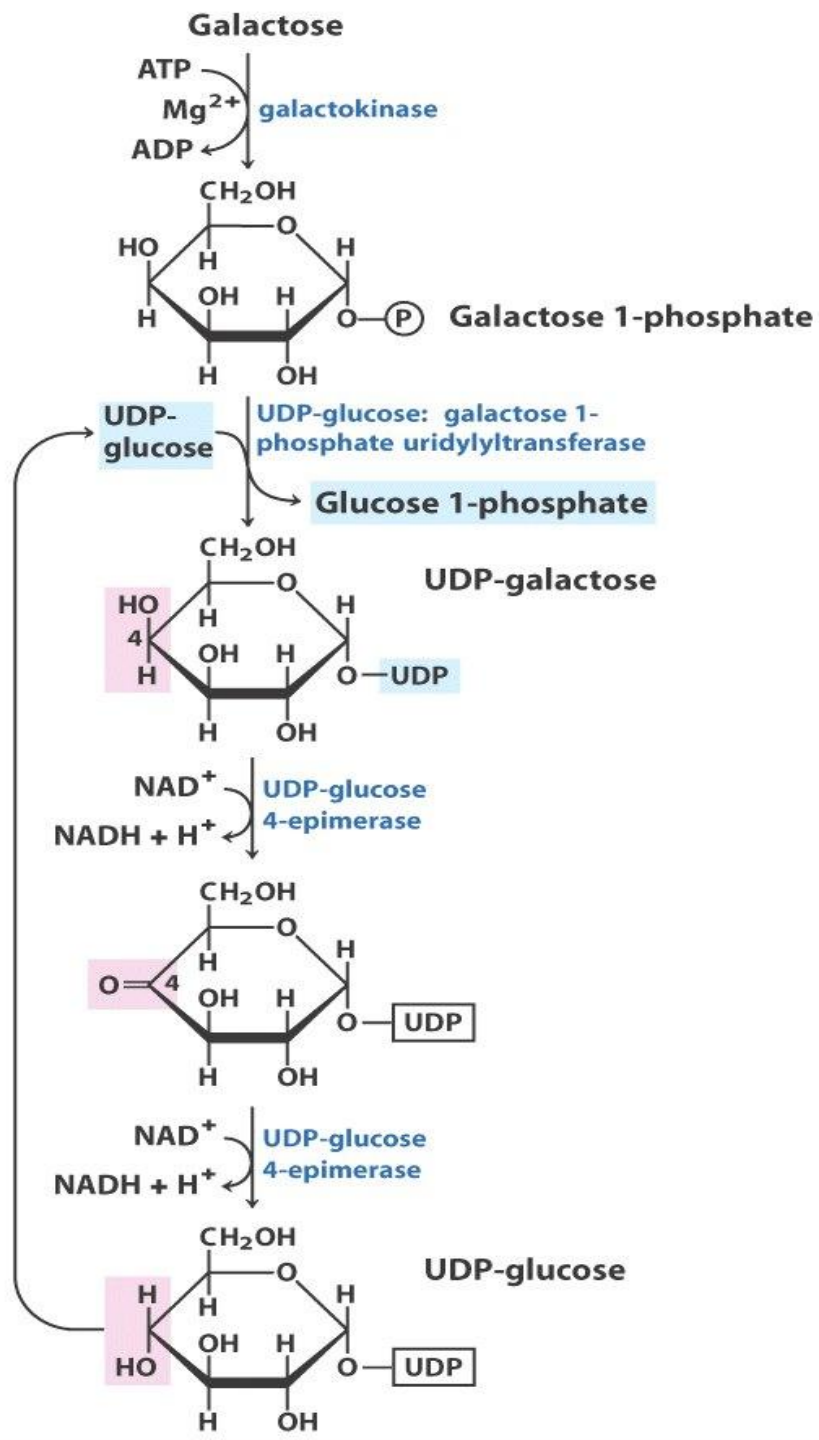 Galactose
ATP
Mg²⁺
galactokinase
ADP
CH₂OH
O
HO
H
H
OH
H
H
O
P
Galactose 1-phosphate
H
OH
UDP-
glucose
UDP-glucose: galactose 1-
phosphate uridylyltransferase
Glucose 1-phosphate
CH₂OH
UDP-galactose
O
HO
H
H
4
OH
H
H
O
UDP
H
OH
NAD⁺
UDP-glucose
4-epimerase
NADH + H⁺
CH₂OH
O
H
H
O
4
OH
H
O
UDP
H
OH
NAD⁺
UDP-glucose
4-epimerase
NADH + H⁺
CH₂OH
UDP-glucose
O
H
H
H
OH
H
HO
O
UDP
H
OH